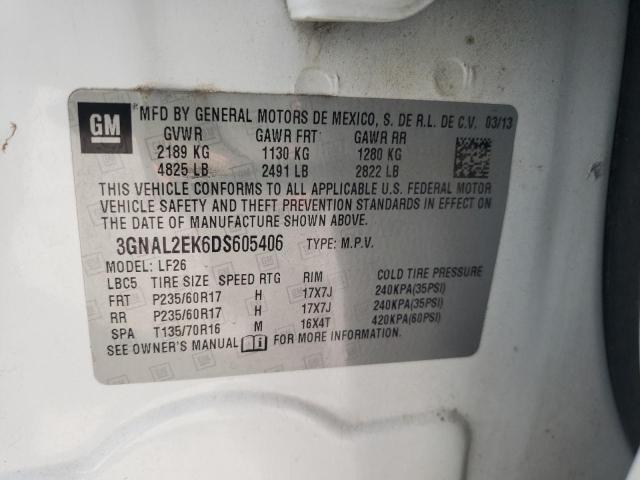 GM
MFD BY GENERAL MOTORS DE MEXICO, S. DE R.L. DE C.V. 03/13
GVWR GAWR FRT GAWR RR
2189 KG 1130 KG 1280 KG
4825 LB 2491 LB 2822 LB
THIS VEHICLE CONFORMS TO ALL APPLICABLE U.S. FEDERAL MOTOR
VEHICLE SAFETY AND THEFT PREVENTION STANDARDS IN EFFECT ON
THE DATE OF MANUFACTURE SHOWN ABOVE.
3GNAL2EK6DS605406 TYPE: M.P.V.
MODEL: LF26
LBC5 TIRE SIZE SPEED RTG RIM COLD TIRE PRESSURE
FRT P235/60R17 H 17X7J 240KPA(35PSI)
RR P235/60R17 H 17X7J 240KPA(35PSI)
SPA T135/70R16 M 16X4T 420KPA(60PSI)
SEE OWNER'S MANUAL FOR MORE INFORMATION.